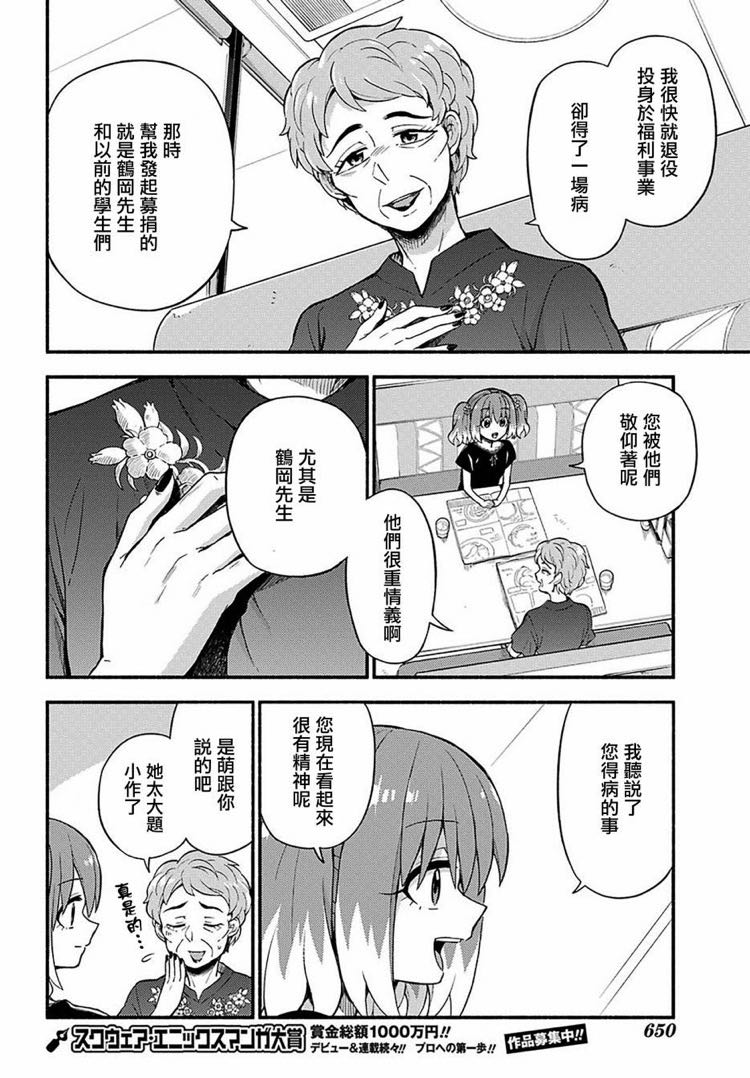 我很快就退役
投身於福利事業
卻得了一場病
那時
幫我發起募捐的
就是鶴岡先生
和以前的學生們
您被他們
敬仰著呢
他們很重情義啊
尤其是
鶴岡先生
我聽說了
您得病的事
您現在看起來
很有精神呢
是萌跟你
説的吧
她太大題
小作了
真是的…
650
スクウェア・エニックスマンガ大賞
賞金総額1000万円!!
デビュー&連載続々!! プロへの第一歩!!
作品募集中!!